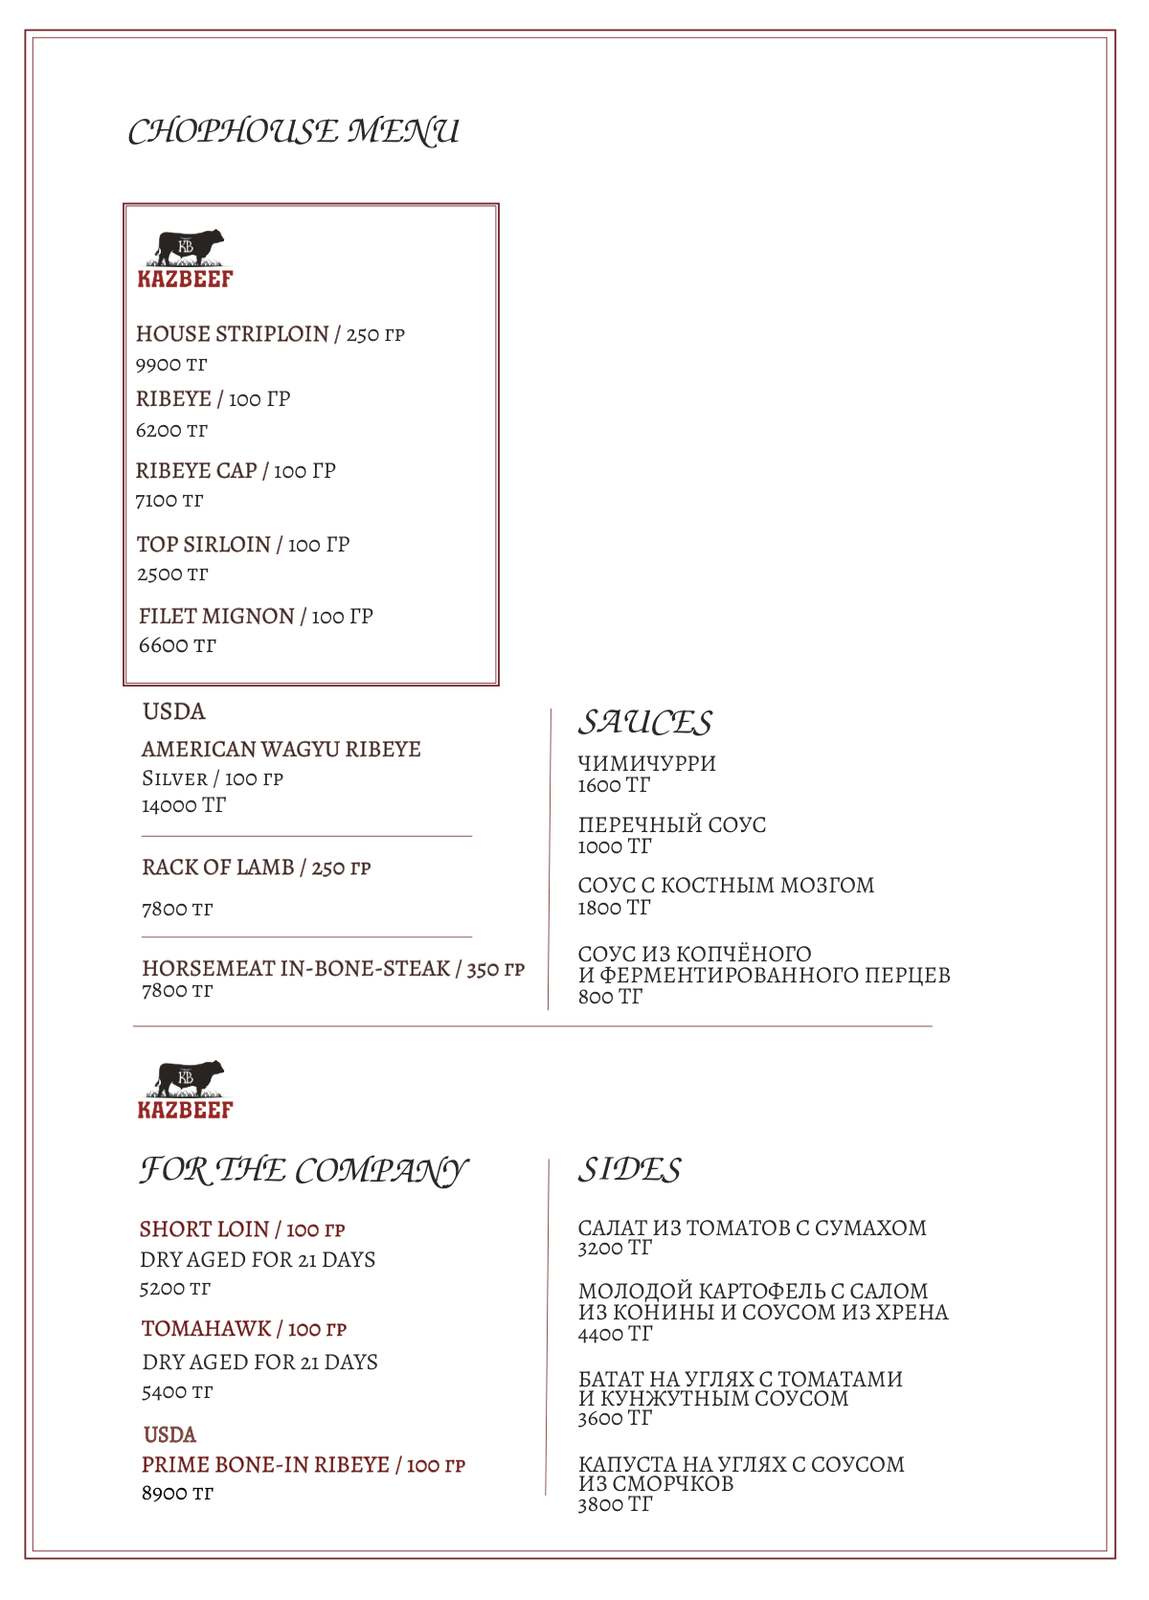 CHOPHOUSE MENU
KB
KAZBEEF
HOUSE STRIPLOIN / 250 гр
9900 тг
RIBEYE / 100 ГР
6200 тг
RIBEYE CAP / 100 ГР
7100 тг
TOP SIRLOIN / 100 ГР
2500 тг
FILET MIGNON / 100 ГР
6600 тг
USDA
AMERICAN WAGYU RIBEYE
Silver / 100 гр
14000 ТГ
RACK OF LAMB / 250 гр
7800 тг
HORSEMEAT IN-BONE-STEAK / 350 гр
7800 тг
SAUCES
ЧИМИЧУРРИ
1600 ТГ
ПЕРЕЧНЫЙ СОУС
1000 ТГ
СОУС С КОСТНЫМ МОЗГОМ
1800 ТГ
СОУС ИЗ КОПЧЁНОГО
И ФЕРМЕНТИРОВАННОГО ПЕРЦЕВ
800 ТГ
KB
KAZBEEF
FOR THE COMPANY
SHORT LOIN / 100 гр
DRY AGED FOR 21 DAYS
5200 тг
TOMAHAWK / 100 гр
DRY AGED FOR 21 DAYS
5400 тг
USDA
PRIME BONE-IN RIBEYE / 100 гр
8900 тг
SIDES
САЛАТ ИЗ ТОМАТОВ С СУМАХОМ
3200 ТГ
МОЛОДОЙ КАРТОФЕЛЬ С САЛОМ
ИЗ КОНИНЫ И СОУСОМ ИЗ ХРЕНА
4400 ТГ
БАТАТ НА УГЛЯХ С ТОМАТАМИ
И КУНЖУТНЫМ СОУСОМ
3600 ТГ
КАПУСТА НА УГЛЯХ С СОУСОМ
ИЗ СМОРЧКОВ
3800 ТГ